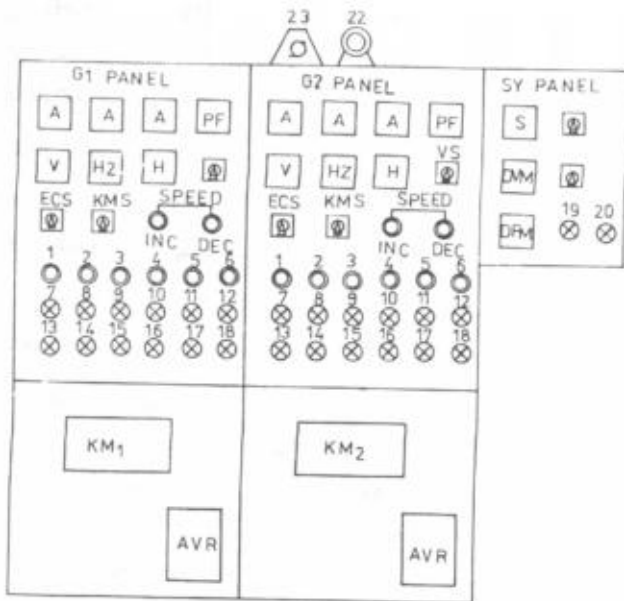 23 22
G1 PANEL
A A A PF
V HZ H
ECS KMS SPEED
INC DEC
1 2 3 4 5 6
7 8 9 10 11 12
13 14 15 16 17 18
KM1
AVR
G2 PANEL
A A A PF
VS
V HZ H
ECS KMS SPEED
INC DEC
1 2 3 4 5 6
7 8 9 10 11 12
13 14 15 16 17 18
KM2
AVR
SY PANEL
S
DVM
DFM
19 20